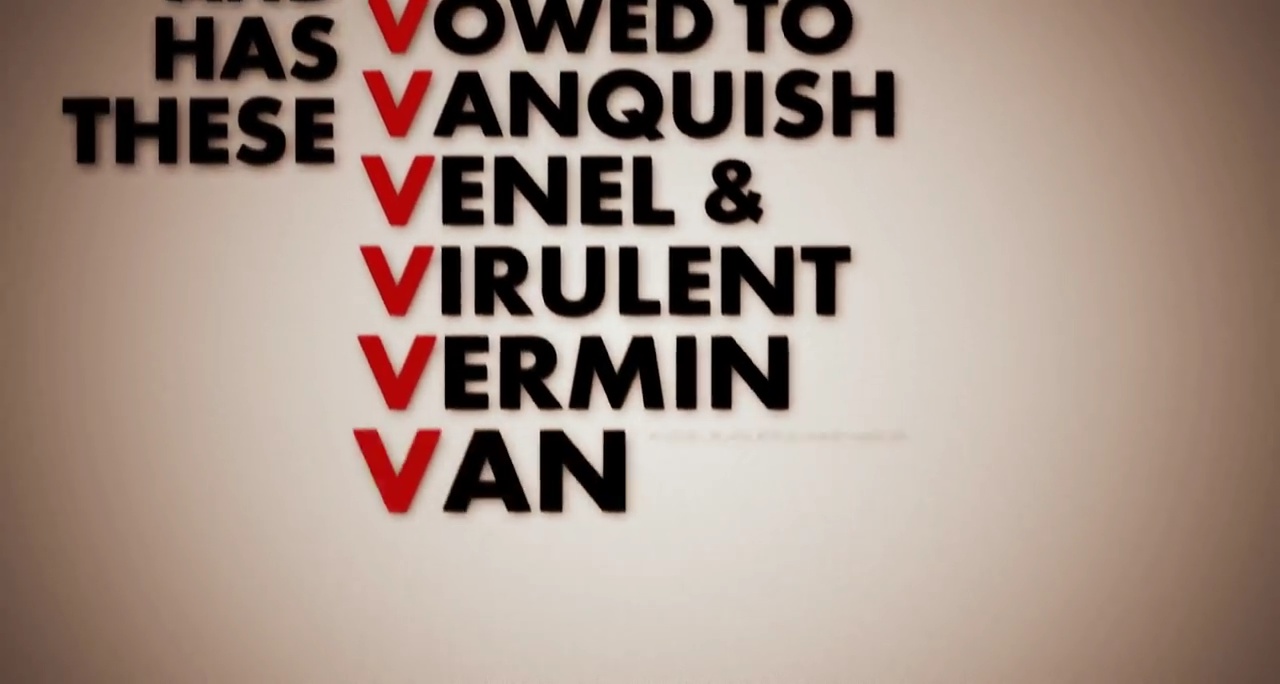 HAS VOWED TO
THESE VANQUISH
VENEL &
VIRULENT
VERMIN
VAN